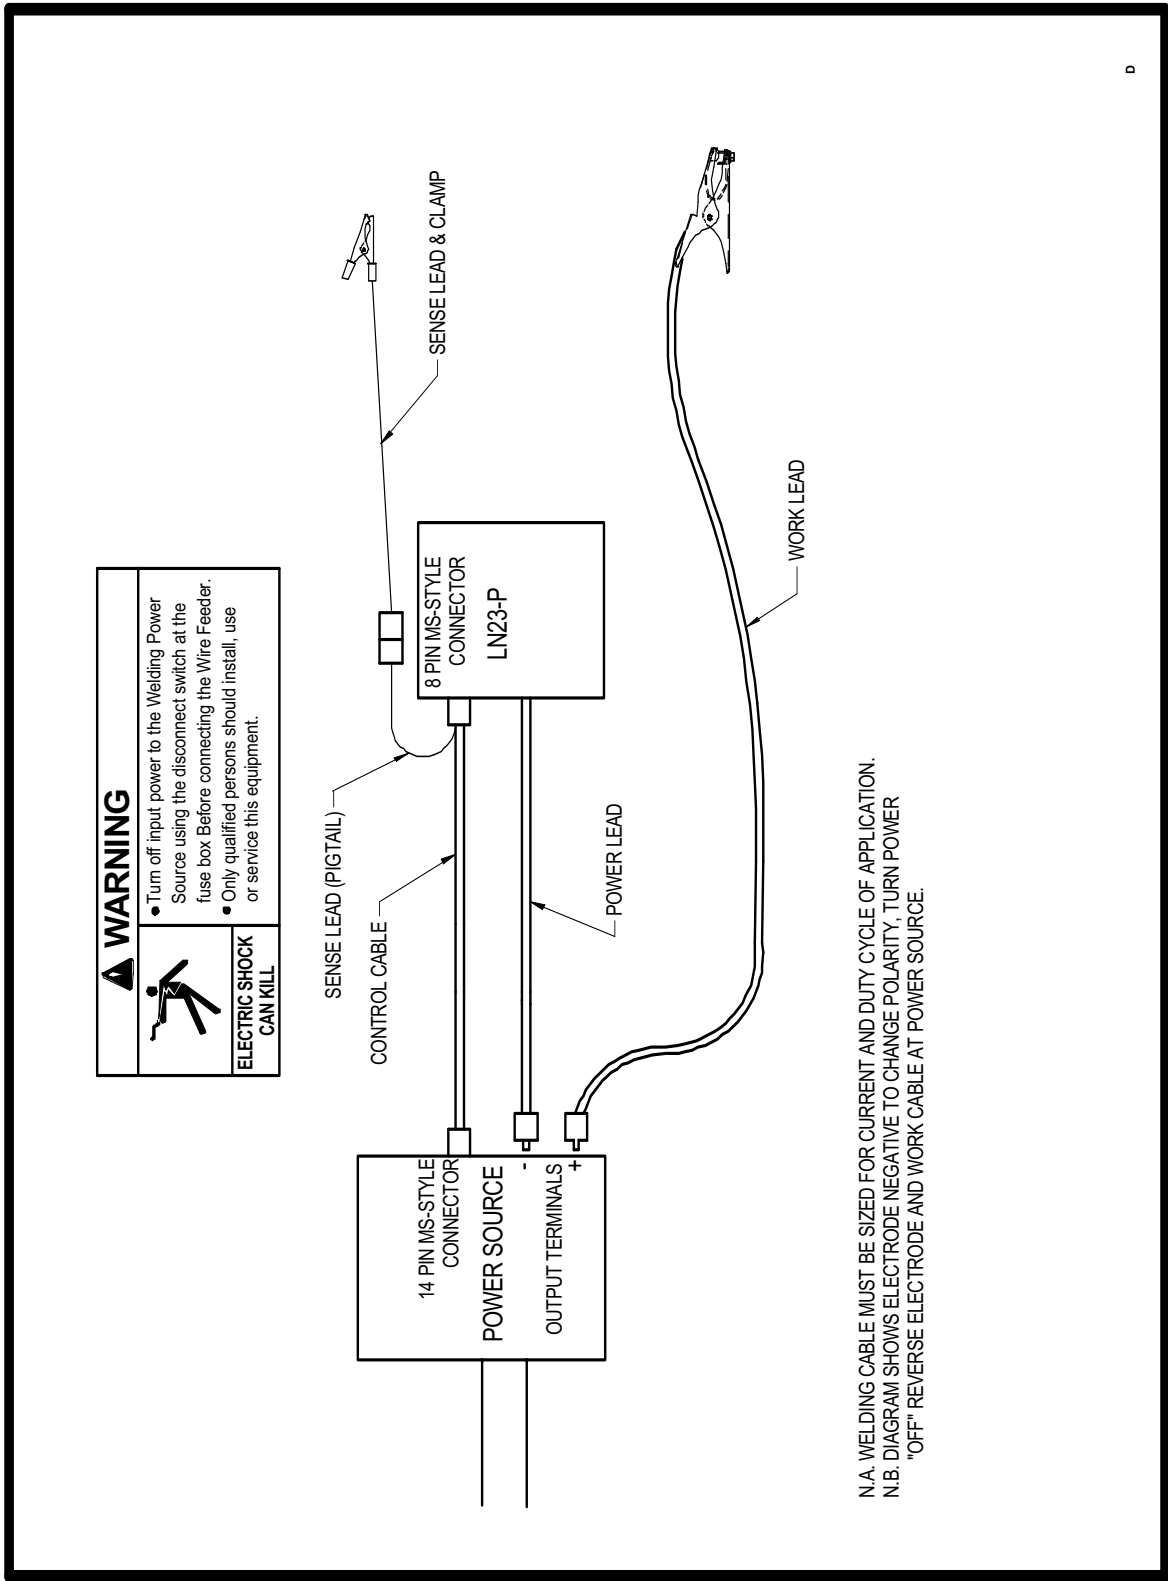 WARNING
ELECTRIC SHOCK
CAN KILL
Turn off input power to the Welding Power
Source using the disconnect switch at the
fuse box Before connecting the Wire Feeder.
Only qualified persons should install, use
or service this equipment.
SENSE LEAD (PIGTAIL)
CONTROL CABLE
SENSE LEAD & CLAMP
14 PIN MS-STYLE
CONNECTOR
POWER SOURCE
-
OUTPUT TERMINALS
+
8 PIN MS-STYLE
CONNECTOR
LN23-P
POWER LEAD
WORK LEAD
N.A. WELDING CABLE MUST BE SIZED FOR CURRENT AND DUTY CYCLE OF APPLICATION.
N.B. DIAGRAM SHOWS ELECTRODE NEGATIVE TO CHANGE POLARITY, TURN POWER
"OFF" REVERSE ELECTRODE AND WORK CABLE AT POWER SOURCE.
D